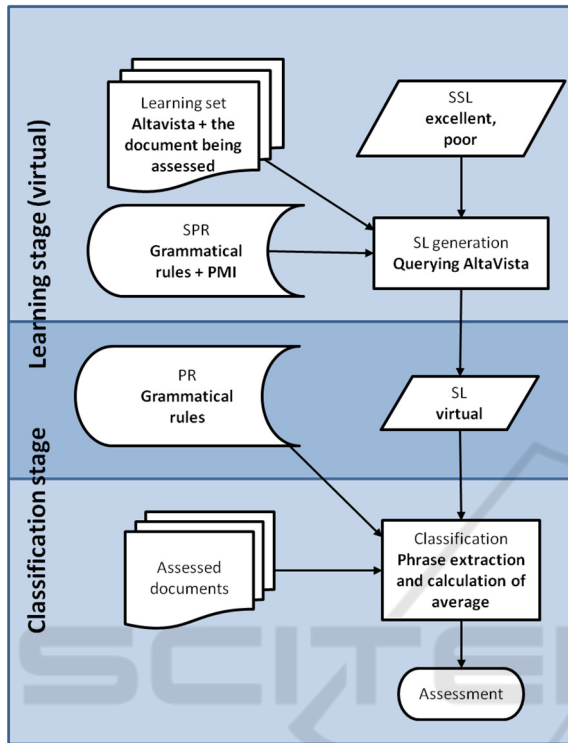 Learning stage (virtual)
Learning set
Altavista + the
document being
assessed
SSL
excellent,
poor
SPR
Grammatical
rules + PMI
SL generation
Querying AltaVista
PR
Grammatical
rules
SL
virtual
Classification stage
Assessed
documents
Classification
Phrase extraction
and calculation of
average
Assessment